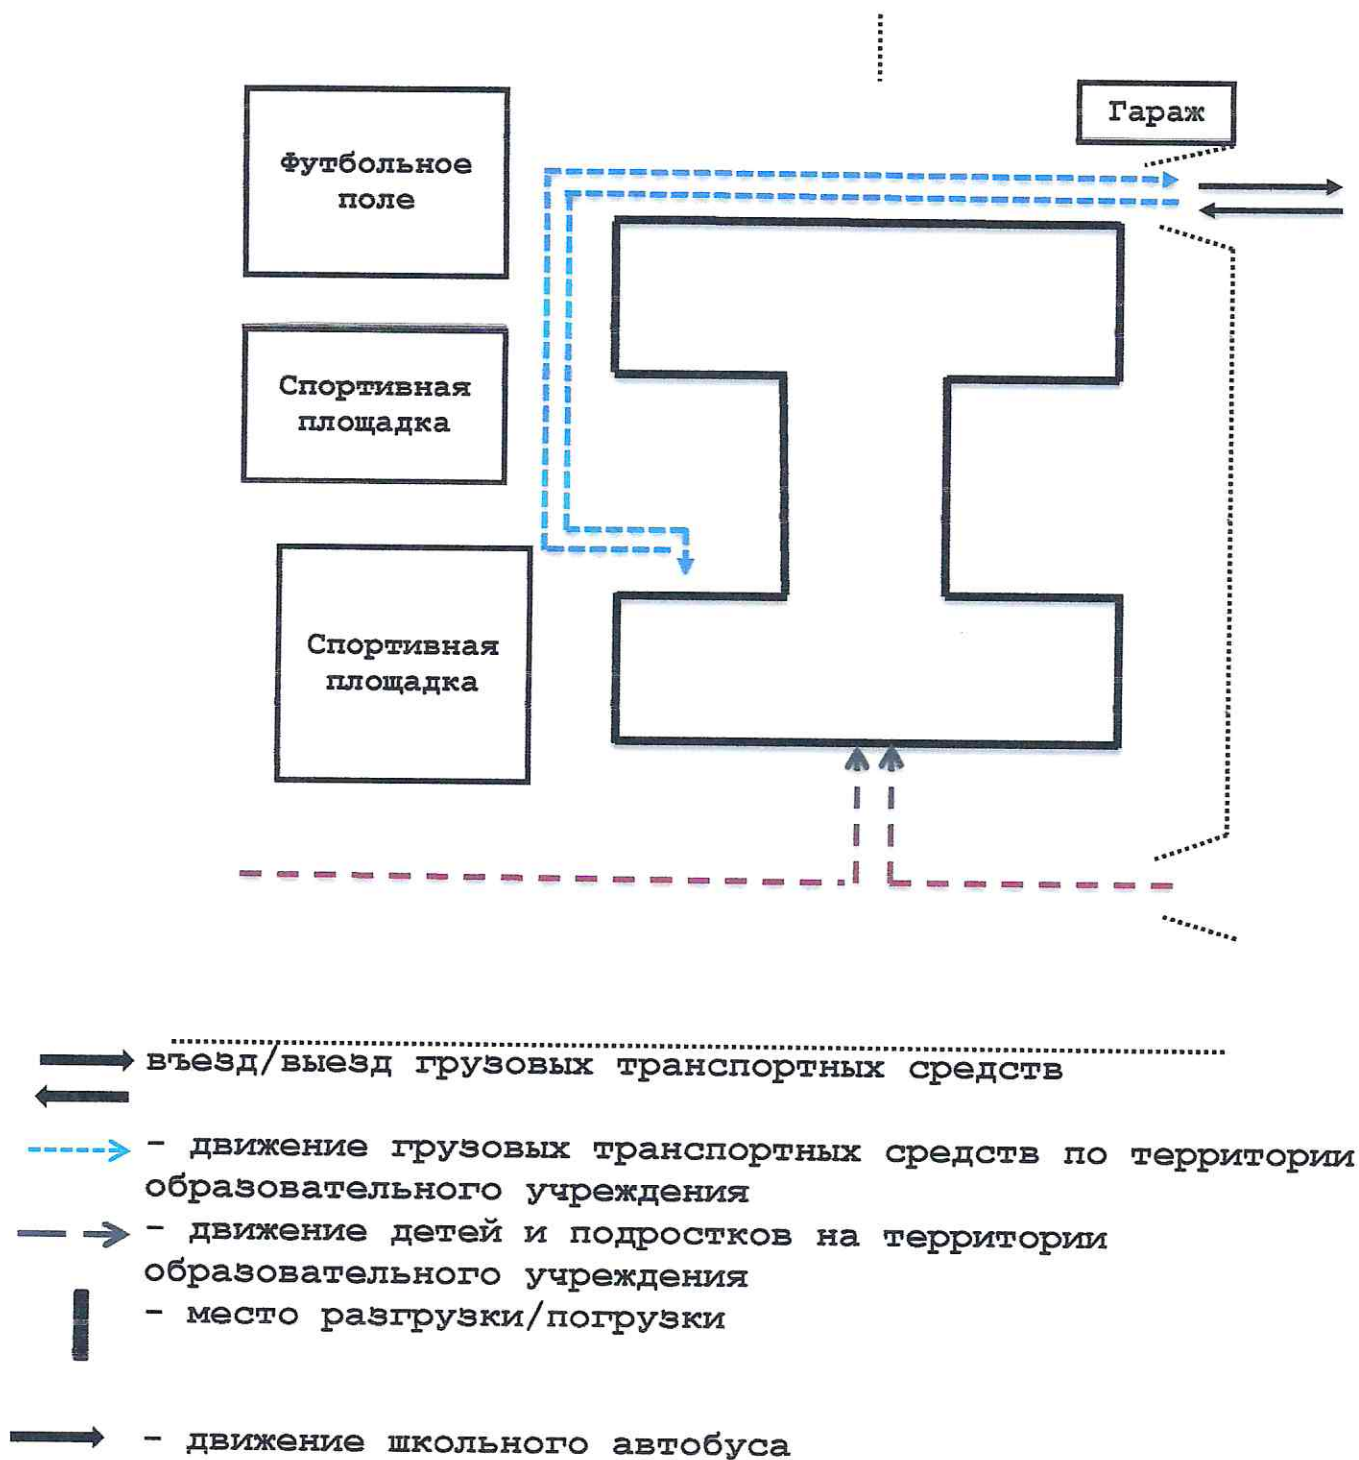 Гараж
Футбольное
поле
Спортивная
площадка
Спортивная
площадка
въезд/выезд грузовых транспортных средств
- движение грузовых транспортных средств по территории
образовательного учреждения
- движение детей и подростков на территории
образовательного учреждения
- место разгрузки/погрузки
- движение школьного автобуса